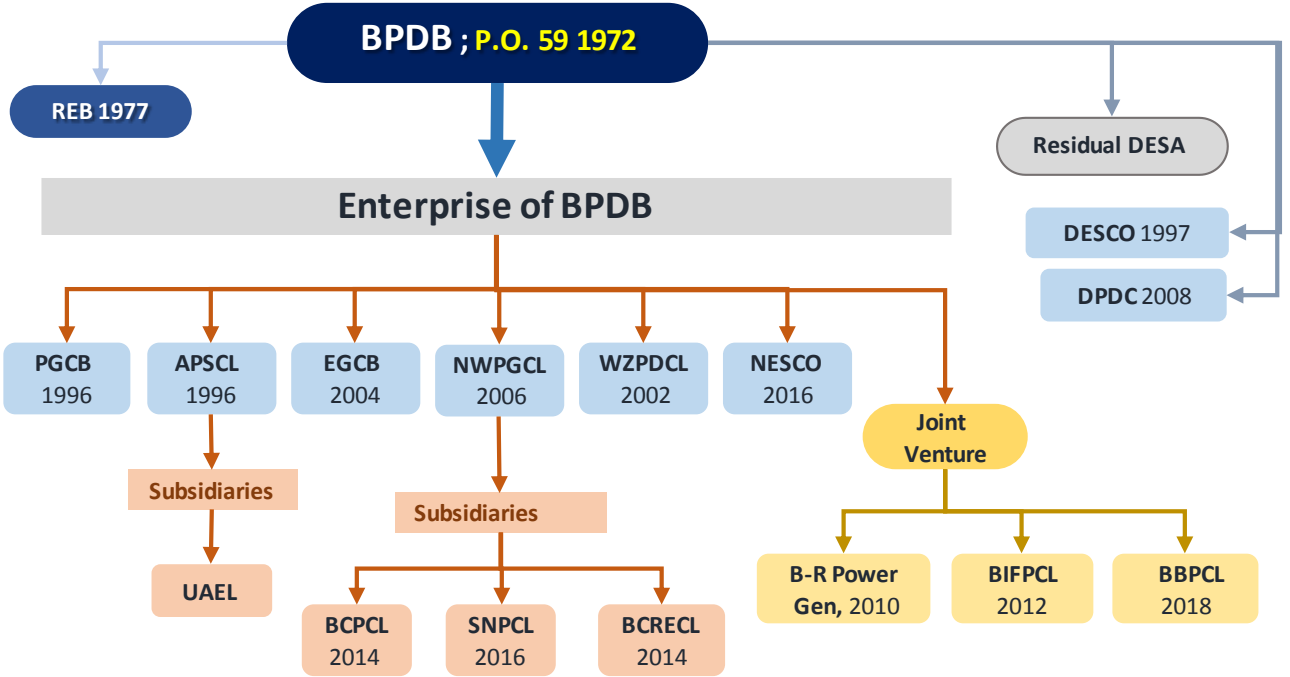 BPDB ; P.O. 59 1972
REB 1977
Residual DESA
Enterprise of BPDB
DESCO 1997
DPDC 2008
PGCB
1996
APSCL
1996
EGCB
2004
NWPGCL
2006
WZPDCL
2002
NESCO
2016
Joint
Venture
Subsidiaries
Subsidiaries
UAEL
BCPCL
2014
SNPCL
2016
BCRECL
2014
B-R Power
Gen, 2010
BIFPCL
2012
BBPCL
2018